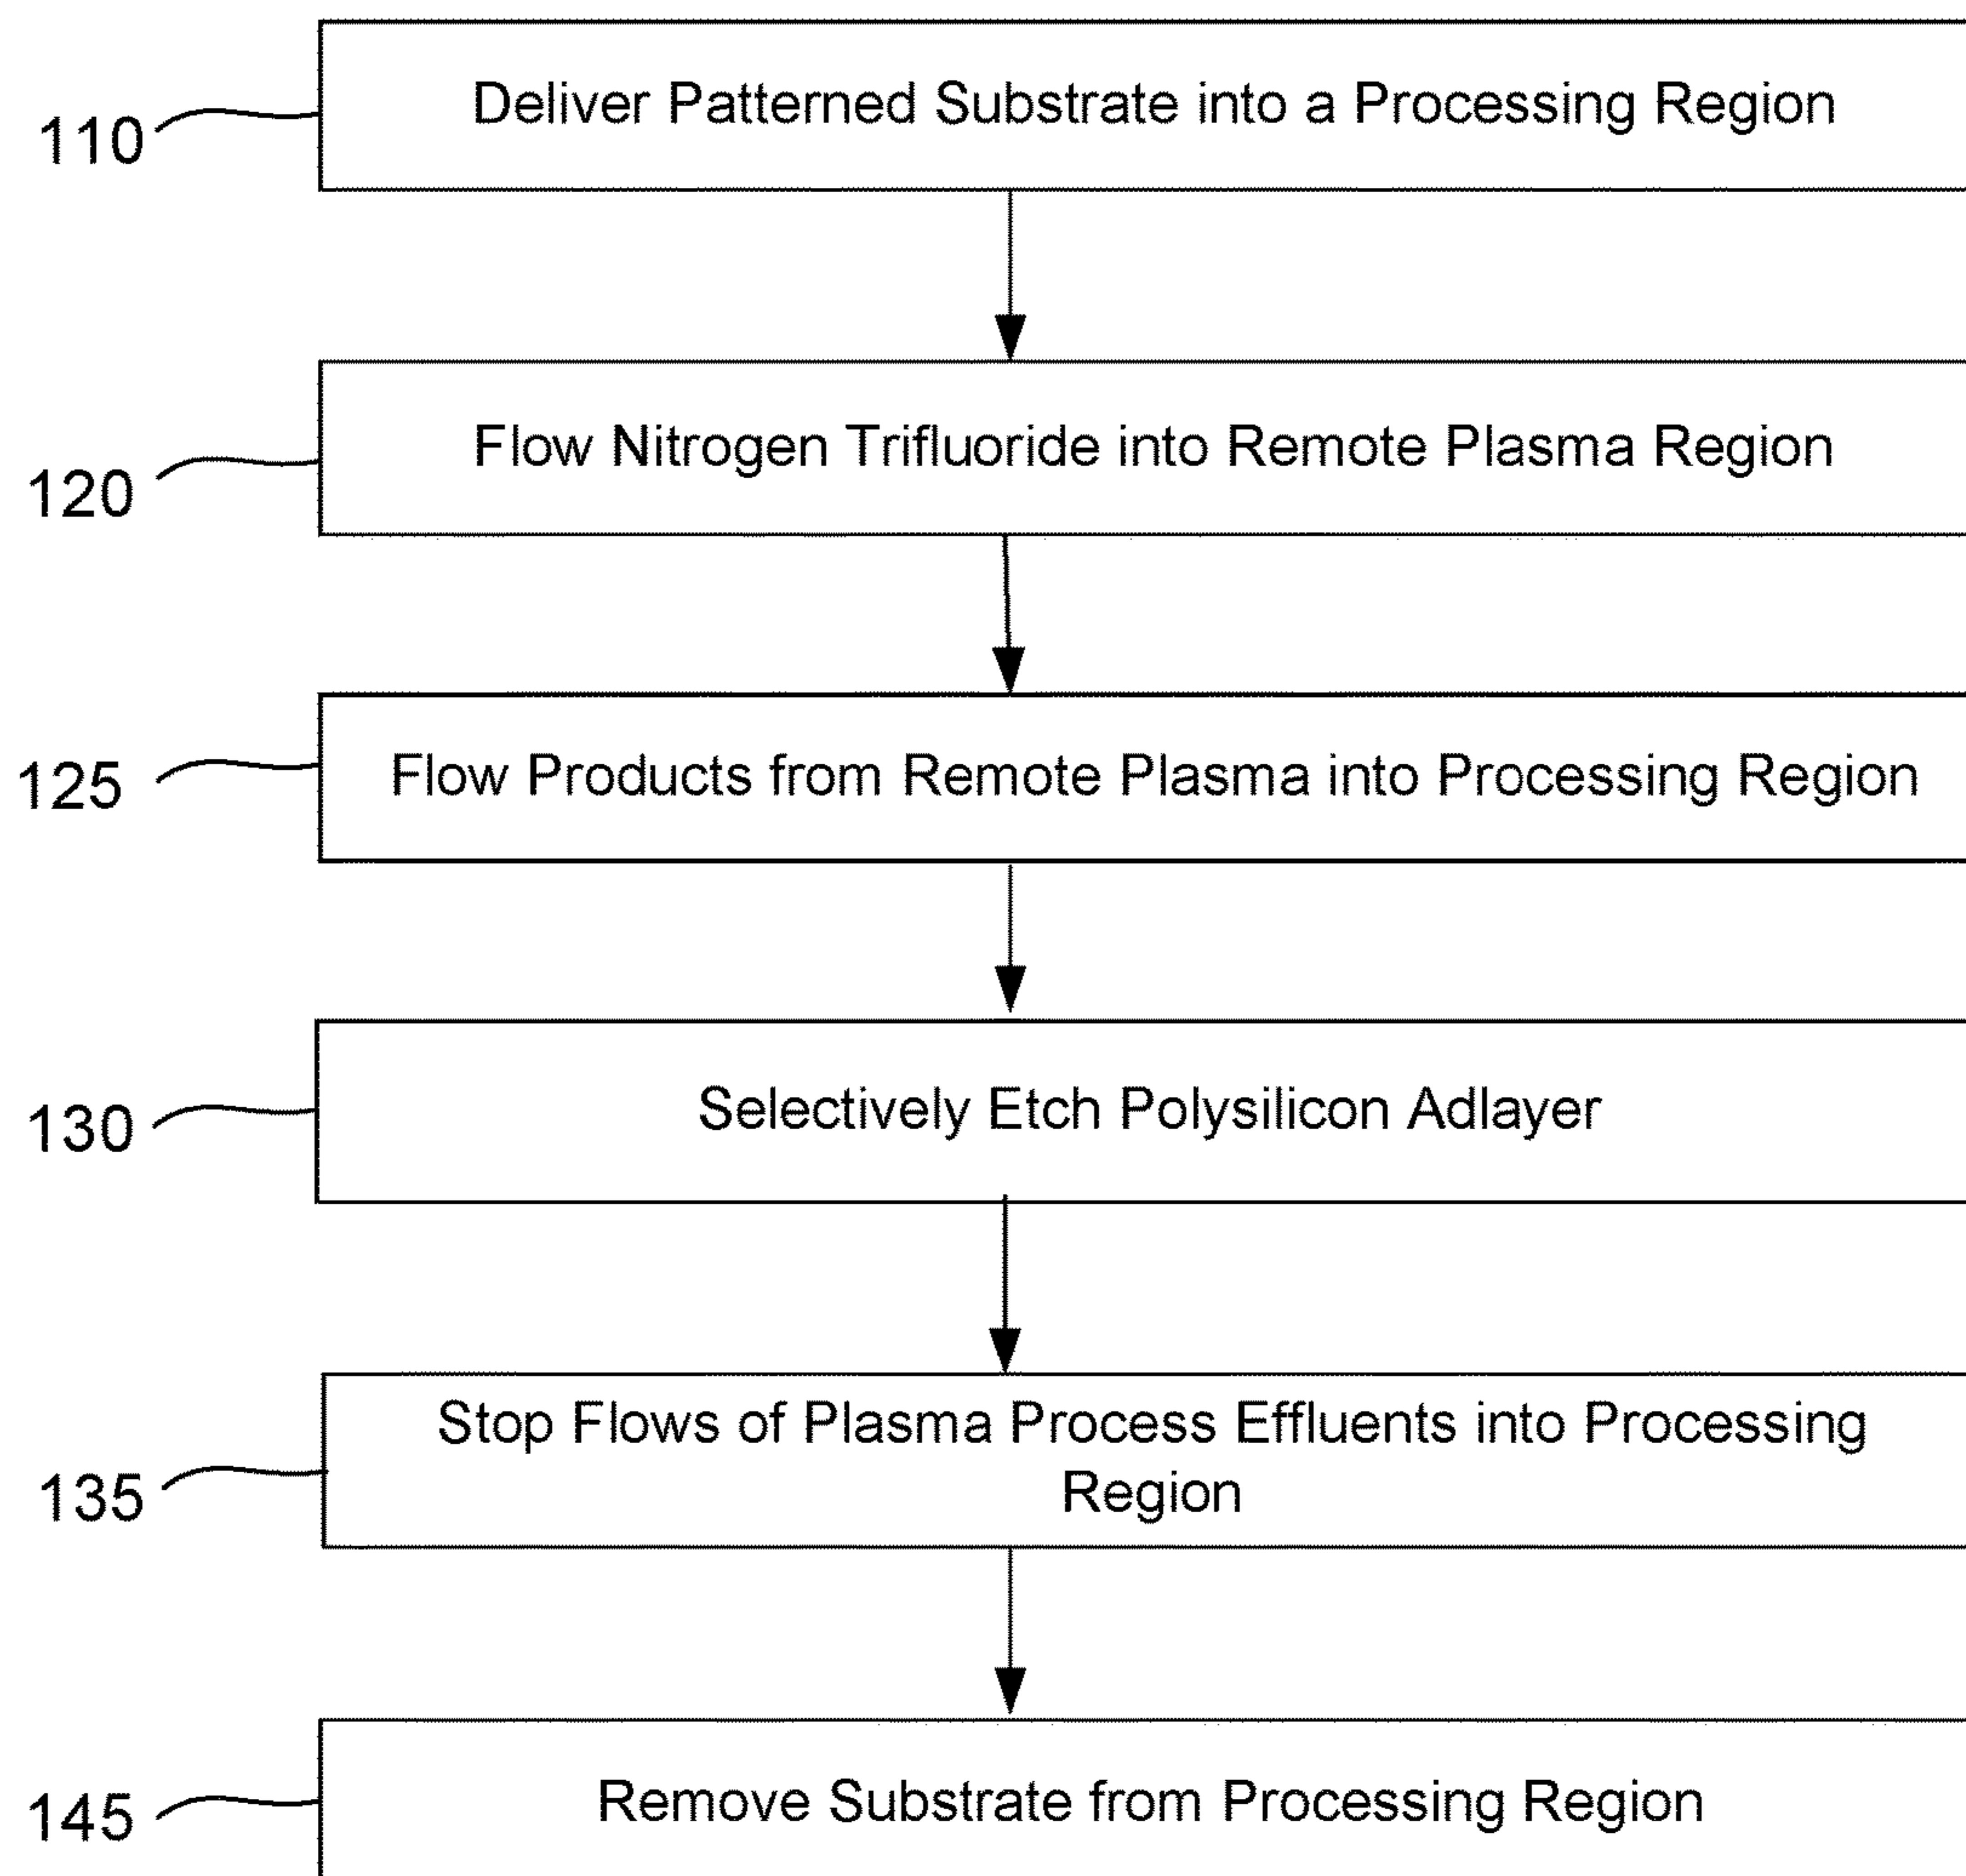 110
Deliver Patterned Substrate into a Processing Region
120
Flow Nitrogen Trifluoride into Remote Plasma Region
125
Flow Products from Remote Plasma into Processing Region
130
Selectively Etch Polysilicon Adlayer
135
Stop Flows of Plasma Process Effluents into Processing
Region
145
Remove Substrate from Processing Region